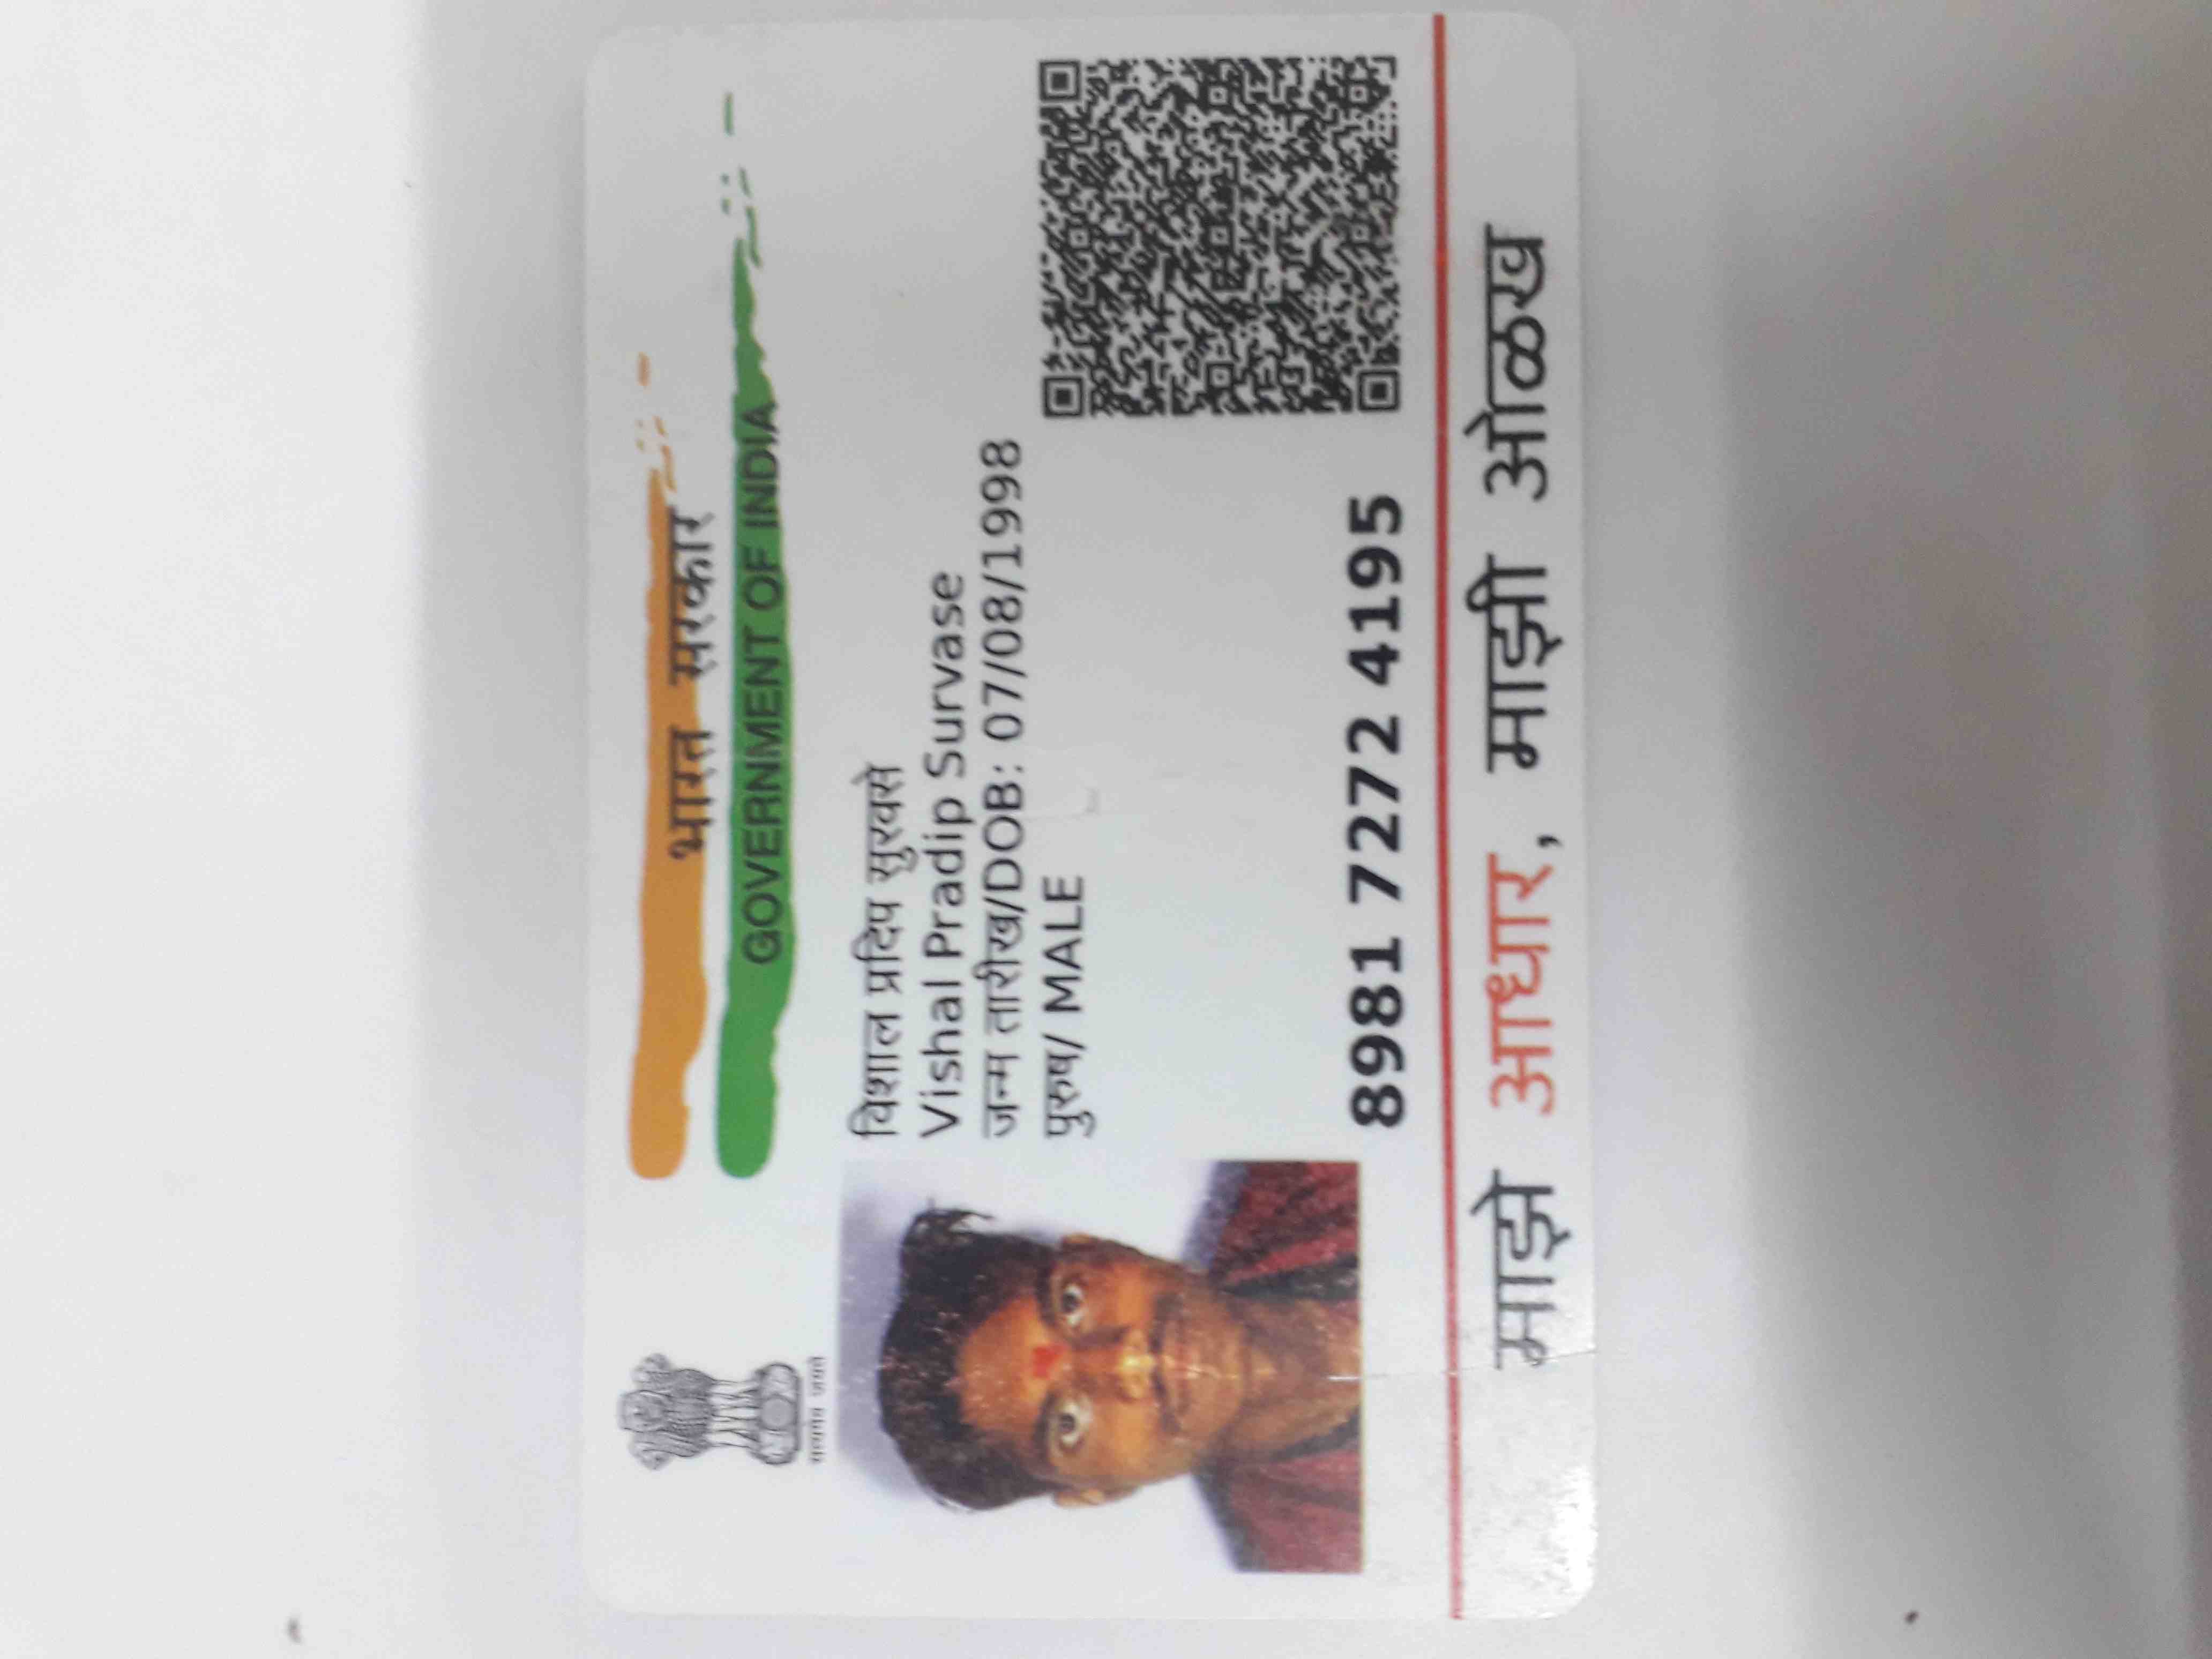 भारत सरकार
GOVERNMENT OF INDIA
सत्यमेव जयते
विशाल प्रदिप सुरवसे
Vishal Pradip Survase
जन्म तारीख/DOB: 07/08/1998
पुरुष/ MALE
8981 7272 4195
माझे आधार, माझी ओळख